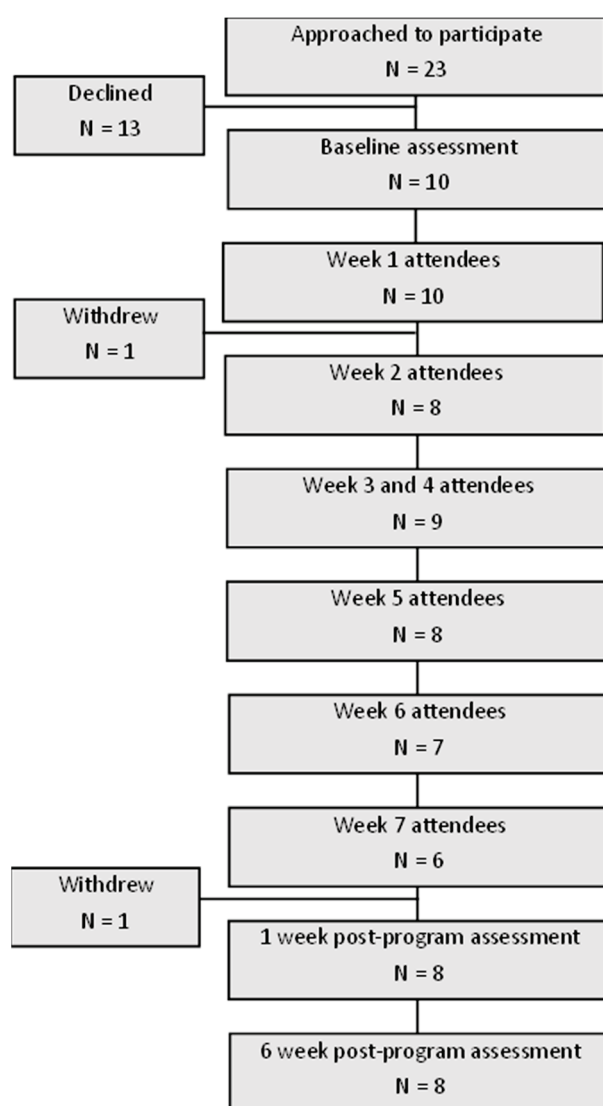 Approached to participate
N = 23
Declined
N = 13
Baseline assessment
N = 10
Week 1 attendees
N = 10
Withdrew
N = 1
Week 2 attendees
N = 8
Week 3 and 4 attendees
N = 9
Week 5 attendees
N = 8
Week 6 attendees
N = 7
Week 7 attendees
N = 6
Withdrew
N = 1
1 week post-program assessment
N = 8
6 week post-program assessment
N = 8